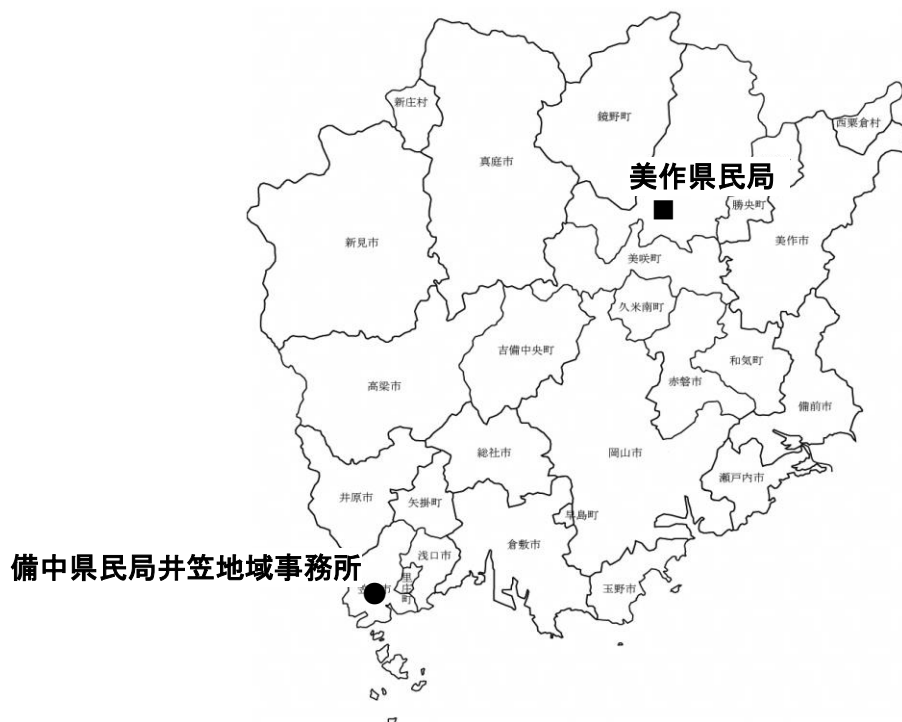 新庄村
鏡野町
西粟倉村
真庭市
美作県民局
勝央町
新見市
美作市
美咲町
久米南町
吉備中央町
和気町
高梁市
赤磐市
備前市
総社市
岡山市
瀬戸内市
井原市
矢掛町
早島町
倉敷市
浅口市
備中県民局井笠地域事務所
里庄町
玉野市